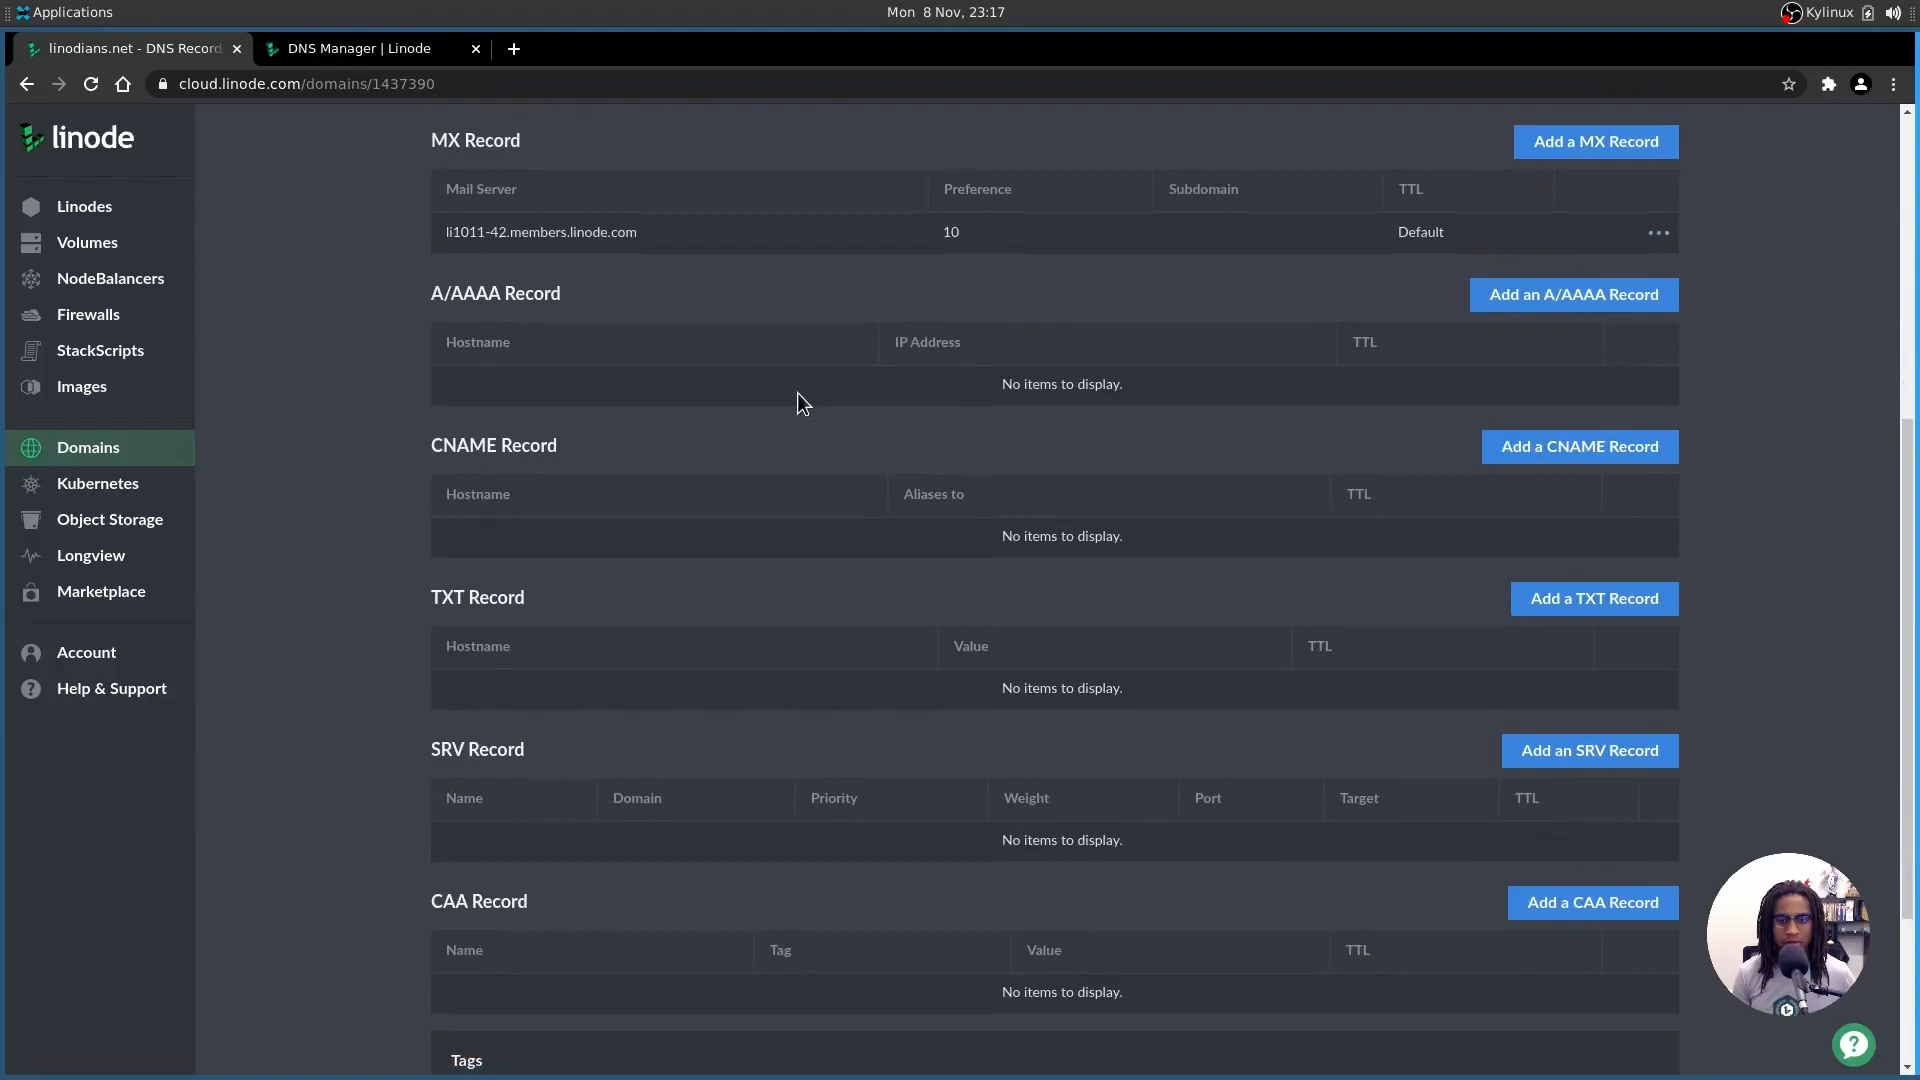 Applications
Mon 8 Nov, 23:17
Kylinux
linodians.net - DNS Record
DNS Manager | Linode
cloud.linode.com/domains/1437390
linode
Linodes
Volumes
NodeBalancers
Firewalls
StackScripts
Images
Domains
Kubernetes
Object Storage
Longview
Marketplace
Account
Help & Support
MX Record
Add a MX Record
Mail Server Preference Subdomain TTL
li1011-42.members.linode.com 10 Default
A/AAAA Record
Add an A/AAAA Record
Hostname IP Address TTL
No items to display.
CNAME Record
Add a CNAME Record
Hostname Aliases to TTL
No items to display.
TXT Record
Add a TXT Record
Hostname Value TTL
No items to display.
SRV Record
Add an SRV Record
Name Domain Priority Weight Port Target TTL
No items to display.
CAA Record
Add a CAA Record
Name Tag Value TTL
No items to display.
Tags